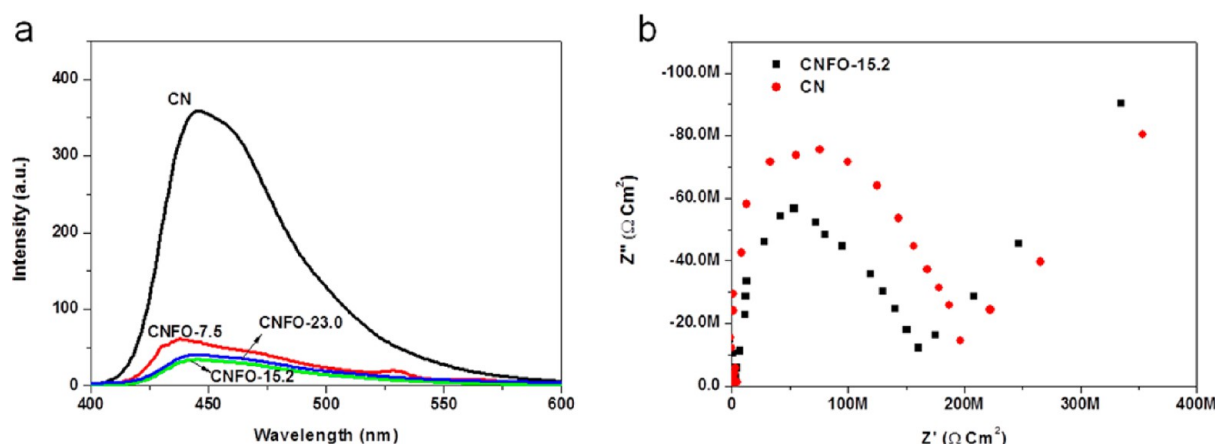 a
400
300
200
100
0
Intensity (a.u.)
CN
CNFO-7.5
CNFO-23.0
CNFO-15.2
400 450 500 550 600
Wavelength (nm)
b
CNFO-15.2
CN
-100.0M
-80.0M
-60.0M
-40.0M
-20.0M
0.0
Z'' (Ω Cm²)
0 100M 200M 300M 400M
Z' (Ω Cm²)